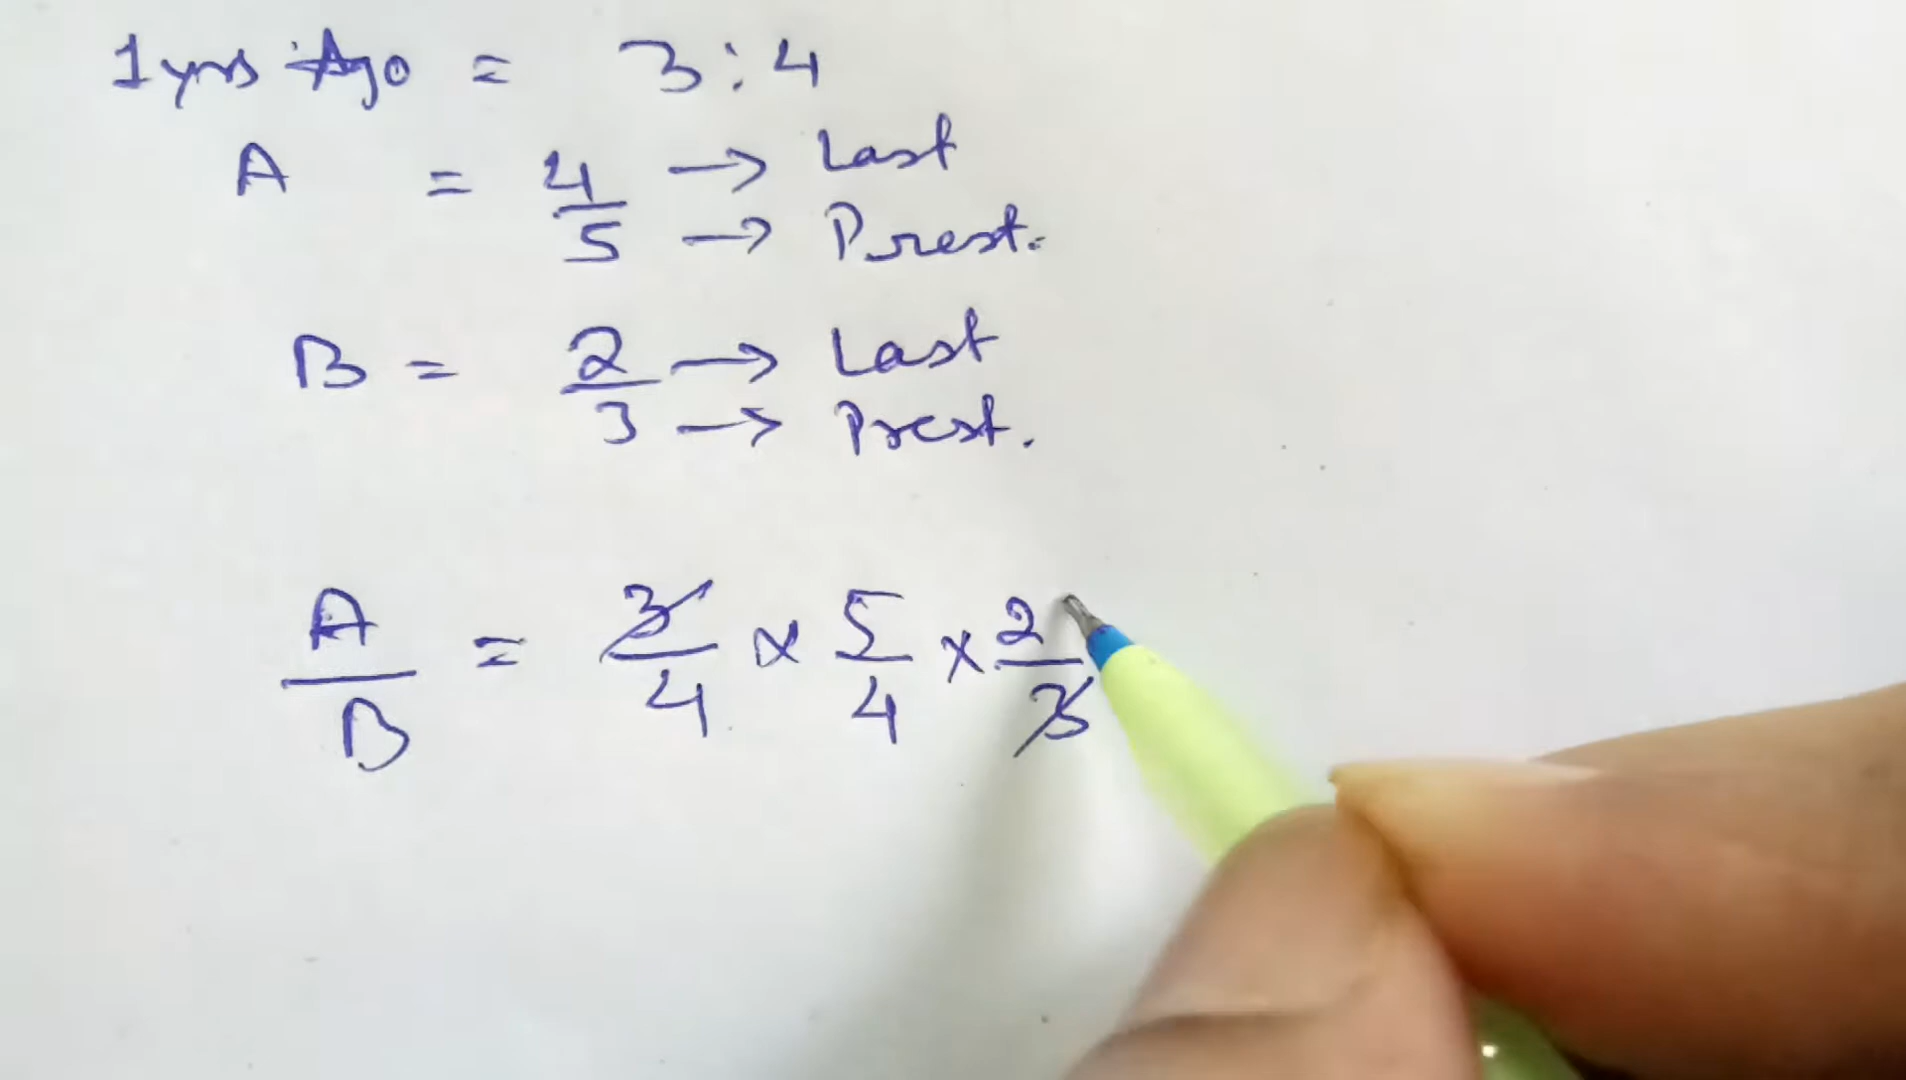 1 yrs Ago = 3 : 4
A = 4/5 → Last
→ Prest.
B = 2/3 → Last
→ Prest.
A/B = 3/4 × 5/4 × 2/3